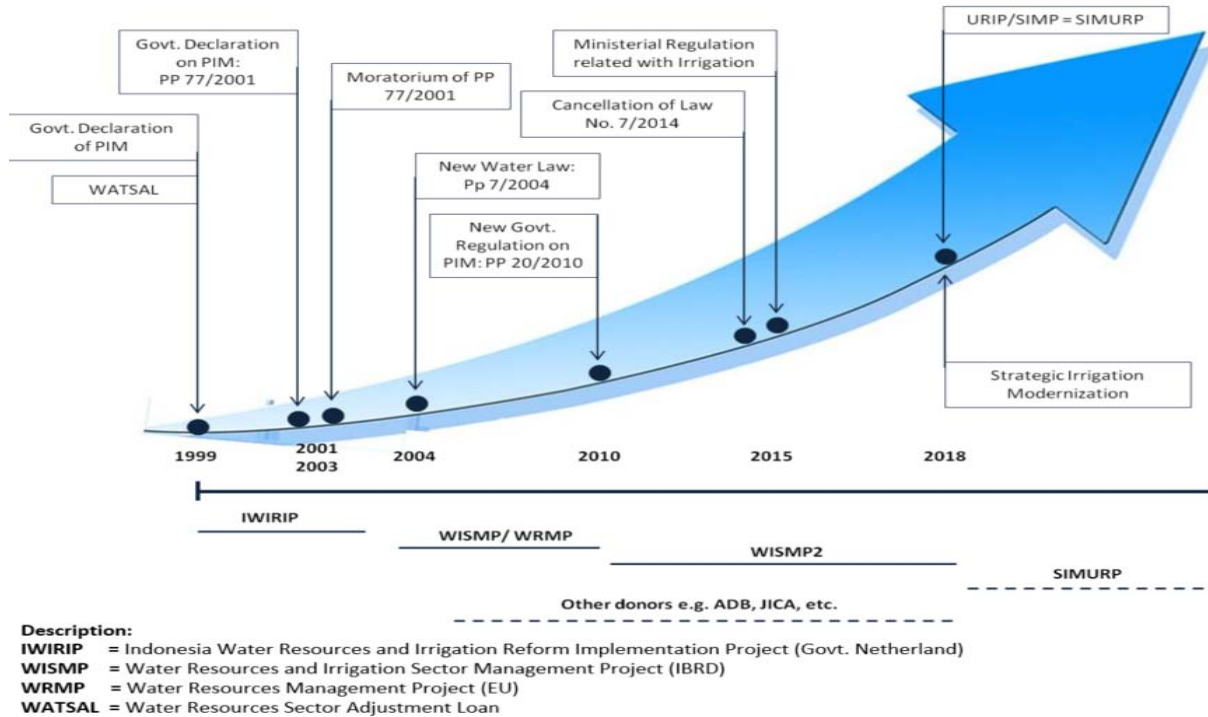 URIP/SIMP = SIMURP
Govt. Declaration
on PIM:
PP 77/2001
Ministerial Regulation
related with Irrigation
Moratorium of PP
77/2001
Cancellation of Law
No. 7/2014
Govt. Declaration
of PIM
New Water Law:
Pp 7/2004
WATSAL
New Govt.
Regulation on
PIM: PP 20/2010
Strategic Irrigation
Modernization
1999
2001
2003
2004
2010
2015
2018
IWIRIP
WISMP/ WRMP
WISMP2
SIMURP
Other donors e.g. ADB, JICA, etc.
Description:
IWIRIP = Indonesia Water Resources and Irrigation Reform Implementation Project (Govt. Netherland)
WISMP = Water Resources and Irrigation Sector Management Project (IBRD)
WRMP = Water Resources Management Project (EU)
WATSAL = Water Resources Sector Adjustment Loan